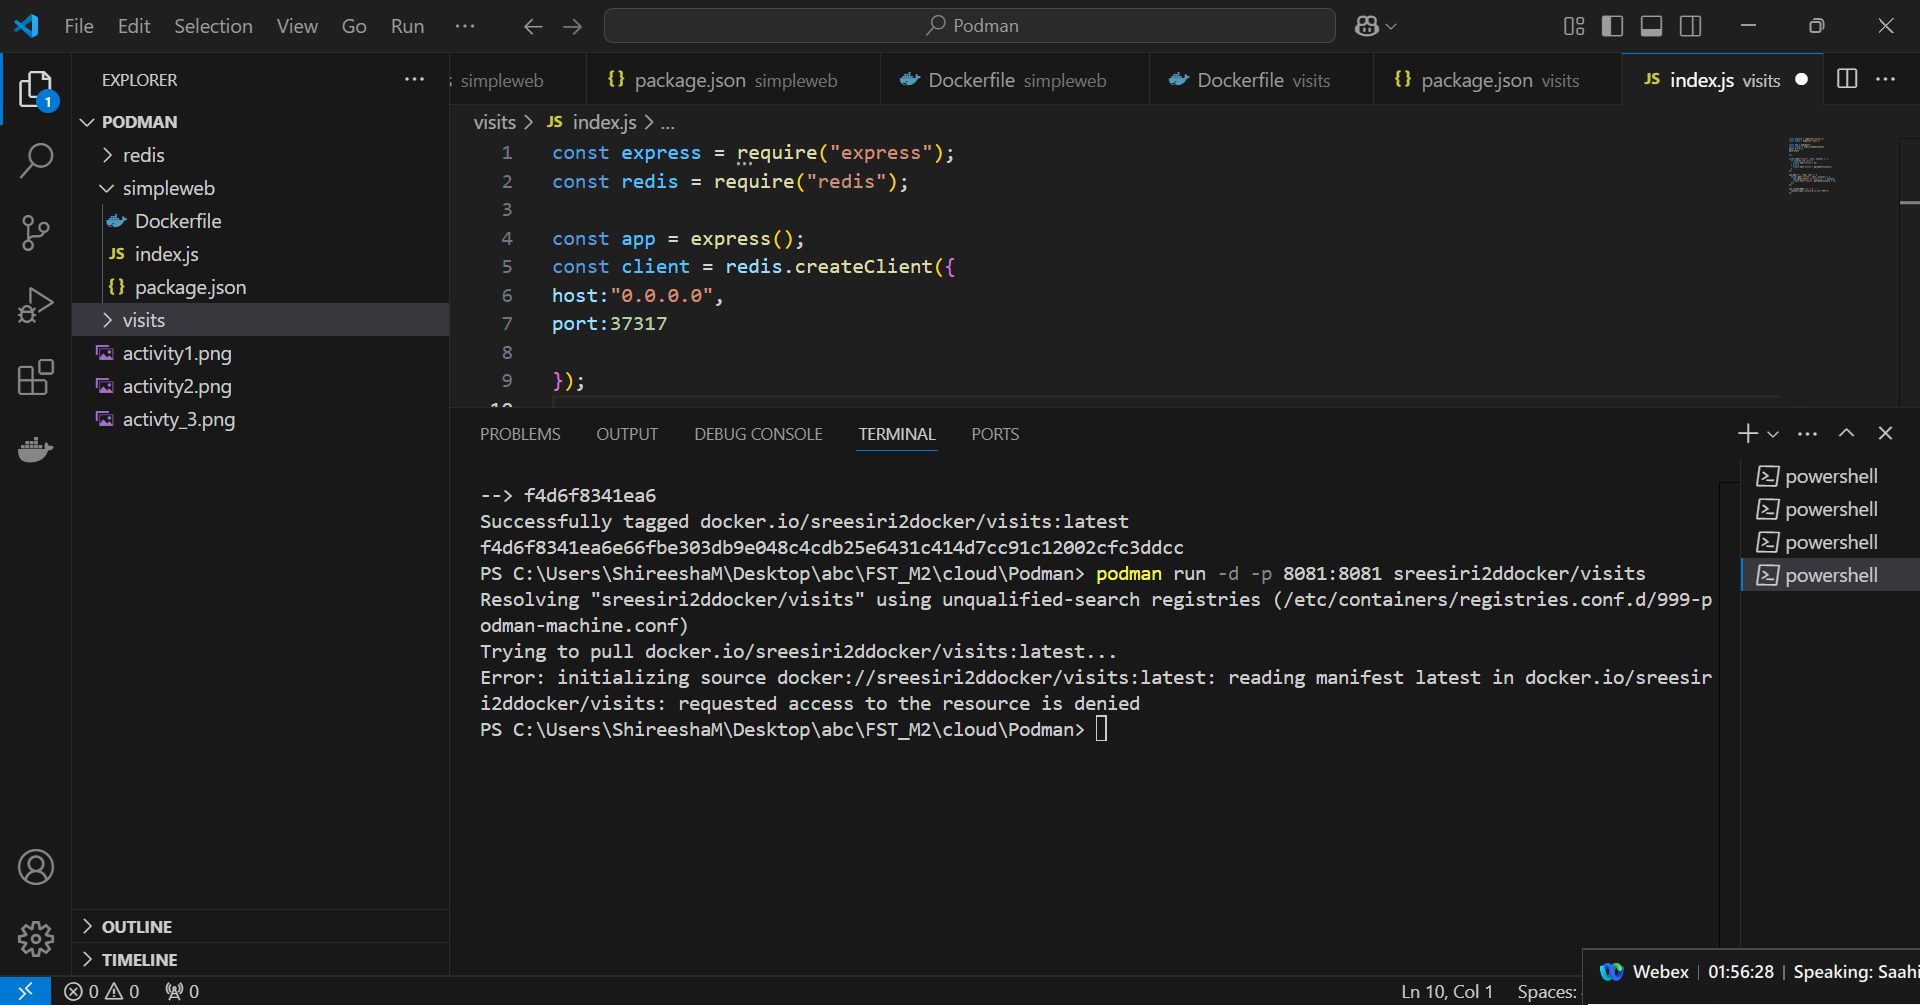 File Edit Selection View Go Run ...
Podman
EXPLORER
simpleweb
package.json simpleweb
Dockerfile simpleweb
Dockerfile visits
package.json visits
JS index.js visits
1
PODMAN
redis
simpleweb
Dockerfile
JS index.js
{} package.json
visits
activity1.png
activity2.png
activty_3.png
OUTLINE
TIMELINE
visits > JS index.js > ...
1 const express = require("express");
2 const redis = require("redis");
3
4 const app = express();
5 const client = redis.createClient({
6 host:"0.0.0.0",
7 port:37317
8
9 });
10
PROBLEMS OUTPUT DEBUG CONSOLE TERMINAL PORTS
--> f4d6f8341ea6
Successfully tagged docker.io/sreesiri2docker/visits:latest
f4d6f8341ea6e66fbe303db9e048c4cdb25e6431c414d7cc91c12002cfc3ddcc
PS C:\Users\ShireeshaM\Desktop\abc\FST_M2\cloud\Podman> podman run -d -p 8081:8081 sreesiri2ddocker/visits
Resolving "sreesiri2ddocker/visits" using unqualified-search registries (/etc/containers/registries.conf.d/999-p
odman-machine.conf)
Trying to pull docker.io/sreesiri2ddocker/visits:latest...
Error: initializing source docker://sreesiri2ddocker/visits:latest: reading manifest latest in docker.io/sreesir
i2ddocker/visits: requested access to the resource is denied
PS C:\Users\ShireeshaM\Desktop\abc\FST_M2\cloud\Podman>
powershell
powershell
powershell
powershell
0 0 0
Ln 10, Col 1 Spaces:
Webex | 01:56:28 | Speaking: Saahi